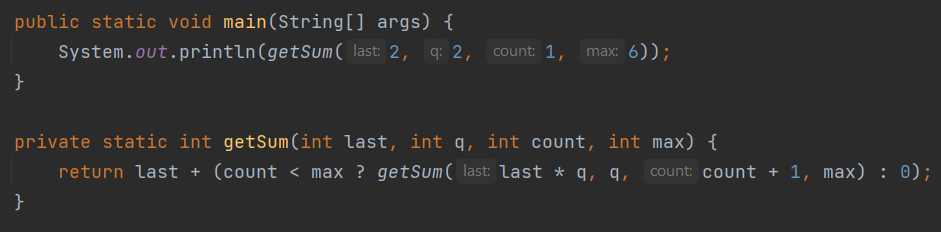 public static void main(String[] args) {
    System.out.println(getSum( last: 2, q: 2, count: 1, max: 6));
}
private static int getSum(int last, int q, int count, int max) {
    return last + (count < max ? getSum( last: last * q, q, count: count + 1, max) : 0);
}